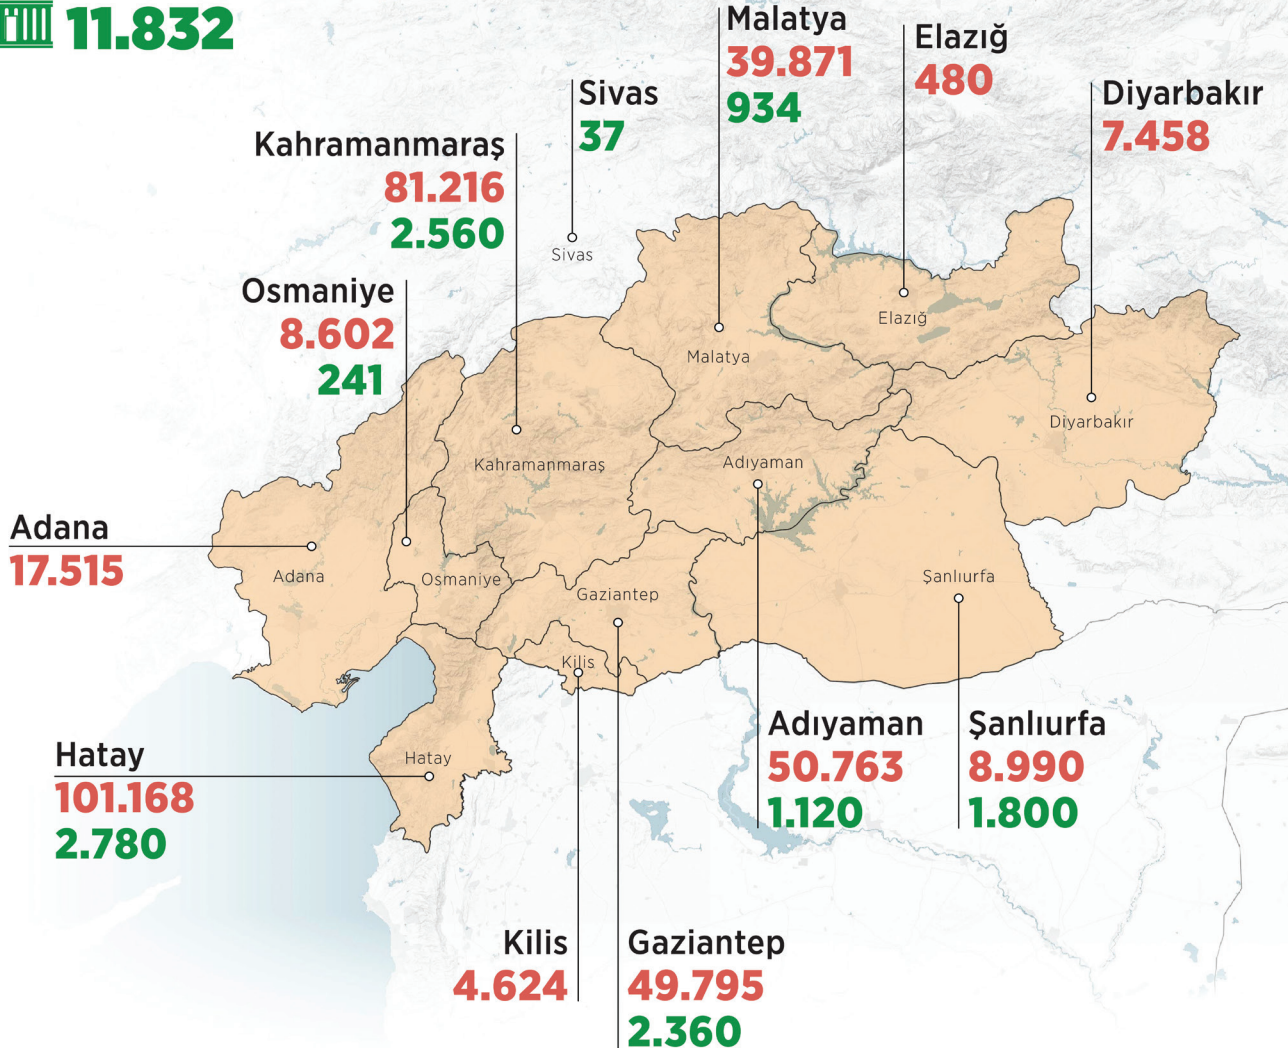 11.832
Malatya
39.871
934
Elazığ
480
Sivas
37
Diyarbakır
7.458
Kahramanmaraş
81.216
2.560
Osmaniye
8.602
241
Adana
17.515
Hatay
101.168
2.780
Sivas
Elazığ
Malatya
Diyarbakır
Kahramanmaraş
Adıyaman
Adana
Osmaniye
Gaziantep
Şanlıurfa
Kilis
Hatay
Adıyaman
50.763
1.120
Şanlıurfa
8.990
1.800
Kilis
4.624
Gaziantep
49.795
2.360